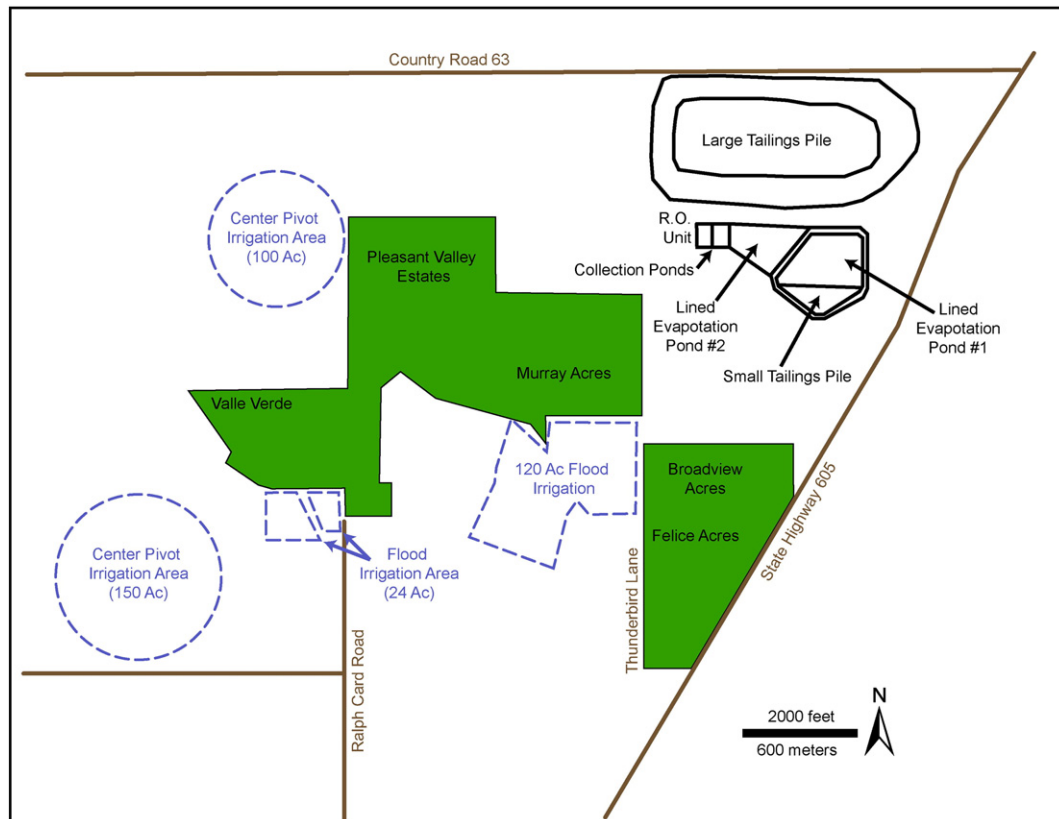 Country Road 63
Large Tailings Pile
R.O.
Unit
Collection Ponds
Lined
Evapotation
Pond #2
Lined
Evapotation
Pond #1
Small Tailings Pile
Center Pivot
Irrigation Area
(100 Ac)
Pleasant Valley
Estates
Murray Acres
Valle Verde
120 Ac Flood
Irrigation
Broadview
Acres
Felice Acres
State Highway 605
Thunderbird Lane
Center Pivot
Irrigation Area
(150 Ac)
Flood
Irrigation Area
(24 Ac)
Ralph Card Road
2000 feet
600 meters
N